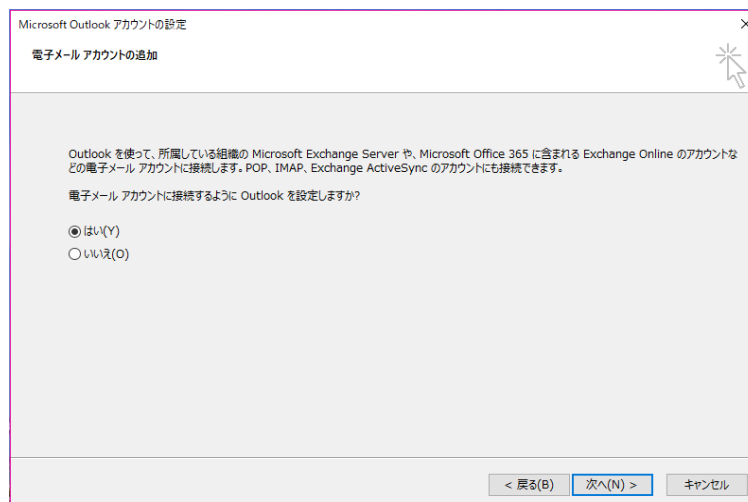 Microsoft Outlook アカウントの設定
電子メール アカウントの追加
Outlook を使って、所属している組織の Microsoft Exchange Server や、Microsoft Office 365 に含まれる Exchange Online のアカウントな
どの電子メール アカウントに接続します。POP、IMAP、Exchange ActiveSync のアカウントにも接続できます。
電子メール アカウントに接続するように Outlook を設定しますか?
はい(Y)
いいえ(O)
< 戻る(B) 次へ(N) > キャンセル